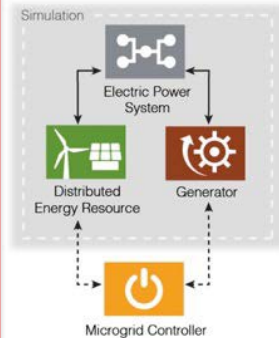 Simulation
Electric Power
System
Distributed
Energy Resource
Generator
Microgrid Controller